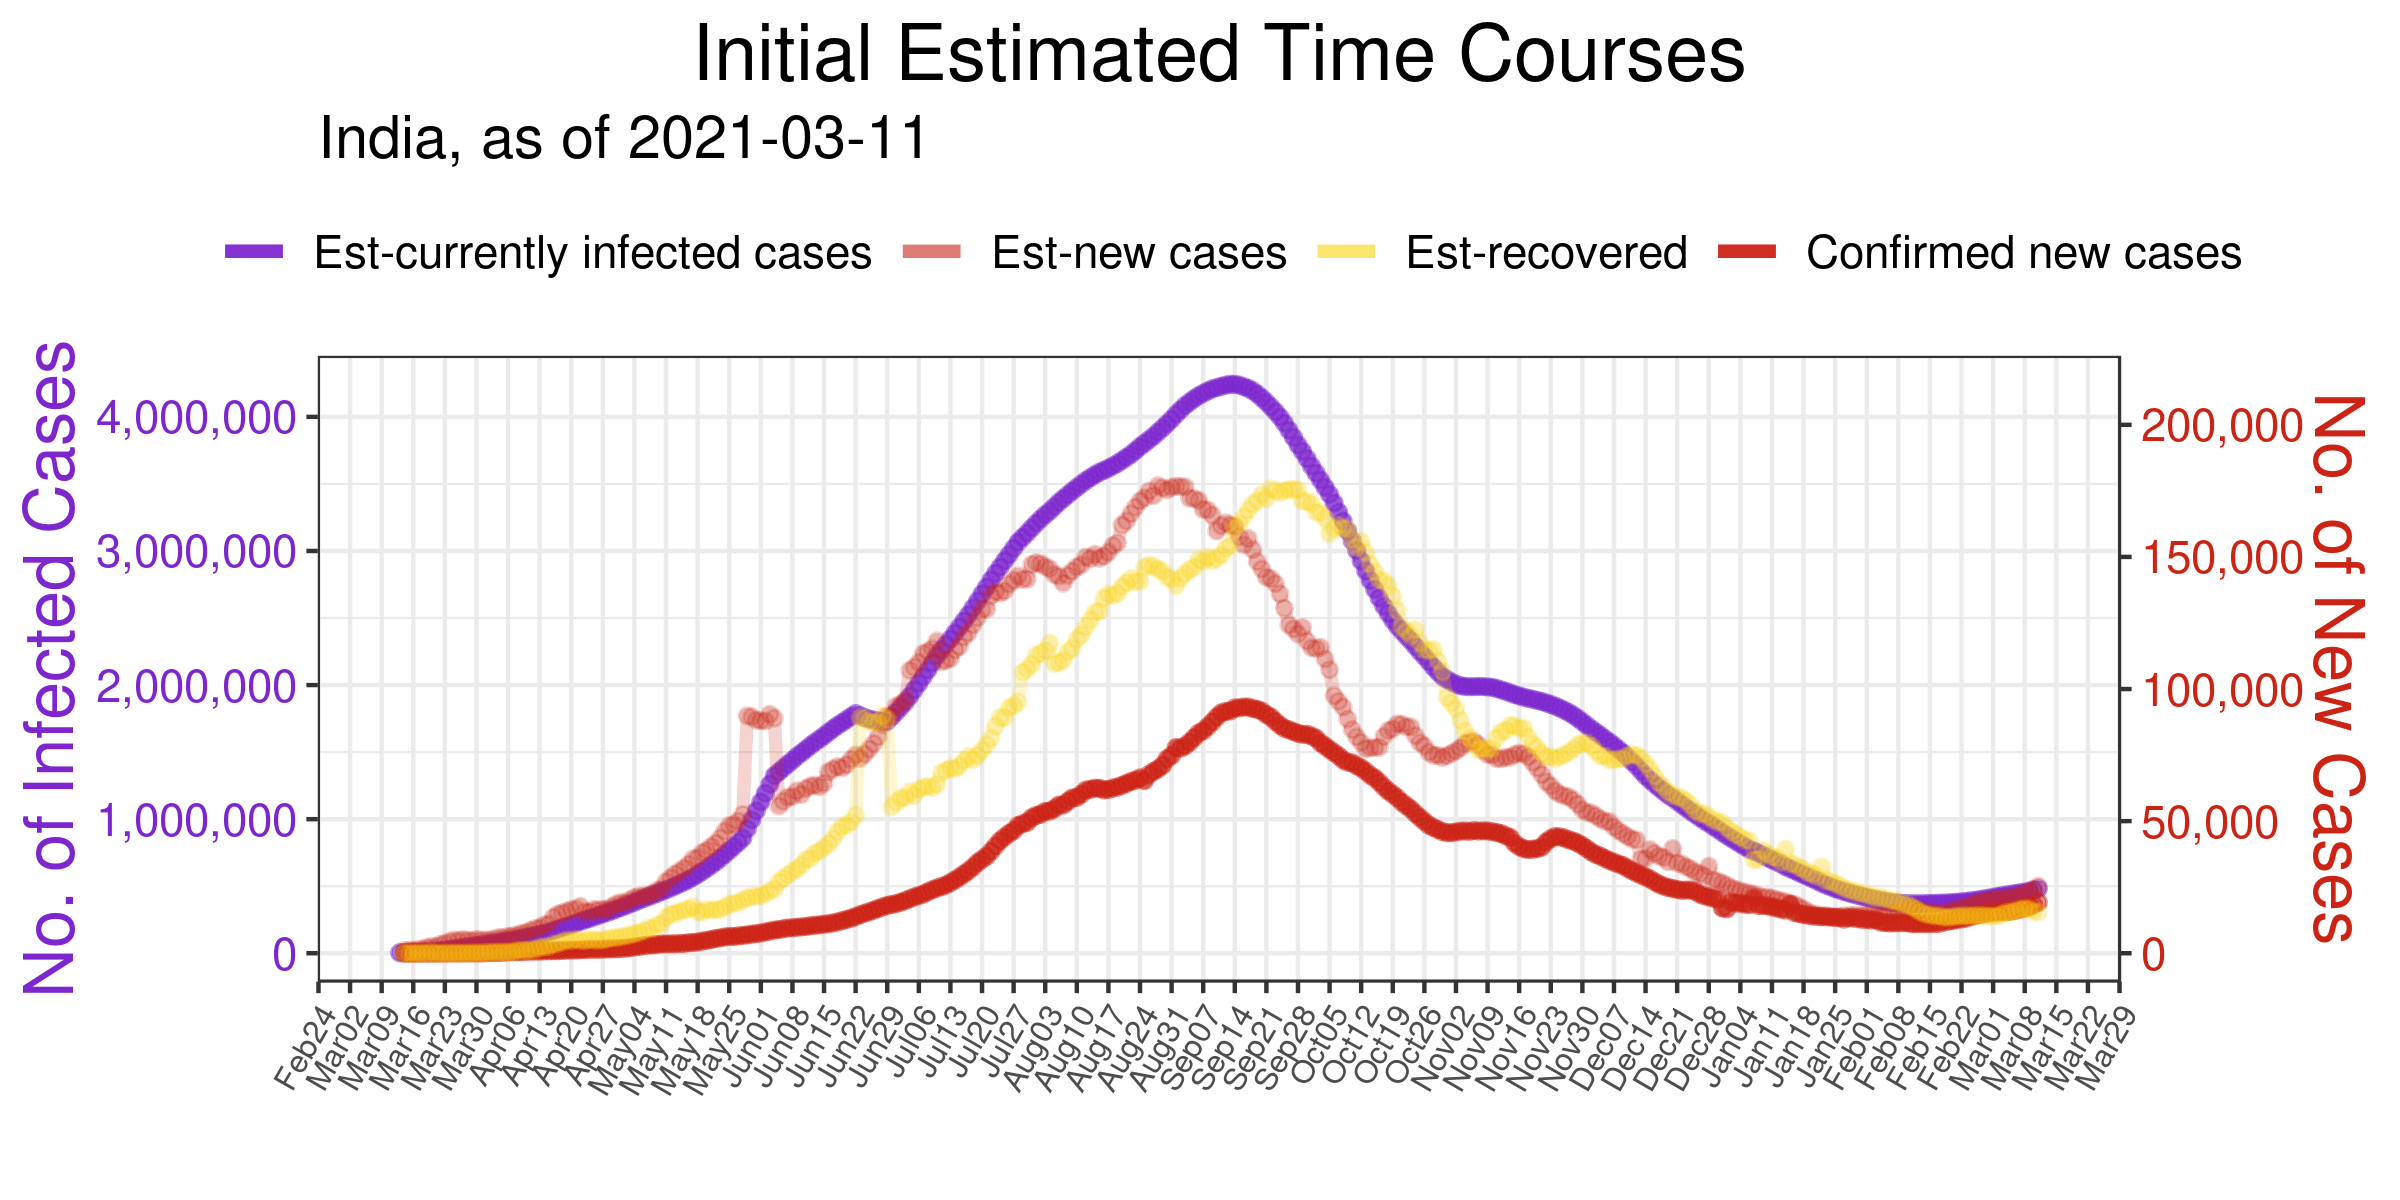 Initial Estimated Time Courses
India, as of 2021-03-11
Est-currently infected cases
Est-new cases
Est-recovered
Confirmed new cases
No. of Infected Cases
4,000,000
3,000,000
2,000,000
1,000,000
0
200,000
150,000
100,000
50,000
0
No. of New Cases
Feb24
Mar02
Mar09
Mar16
Mar23
Mar30
Apr06
Apr13
Apr20
Apr27
May04
May11
May18
May25
Jun01
Jun08
Jun15
Jun22
Jun29
Jul06
Jul13
Jul20
Jul27
Aug03
Aug10
Aug17
Aug24
Aug31
Sep07
Sep14
Sep21
Sep28
Oct05
Oct12
Oct19
Oct26
Nov02
Nov09
Nov16
Nov23
Nov30
Dec07
Dec14
Dec21
Dec28
Jan04
Jan11
Jan18
Jan25
Feb01
Feb08
Feb15
Feb22
Mar01
Mar08
Mar15
Mar22
Mar29